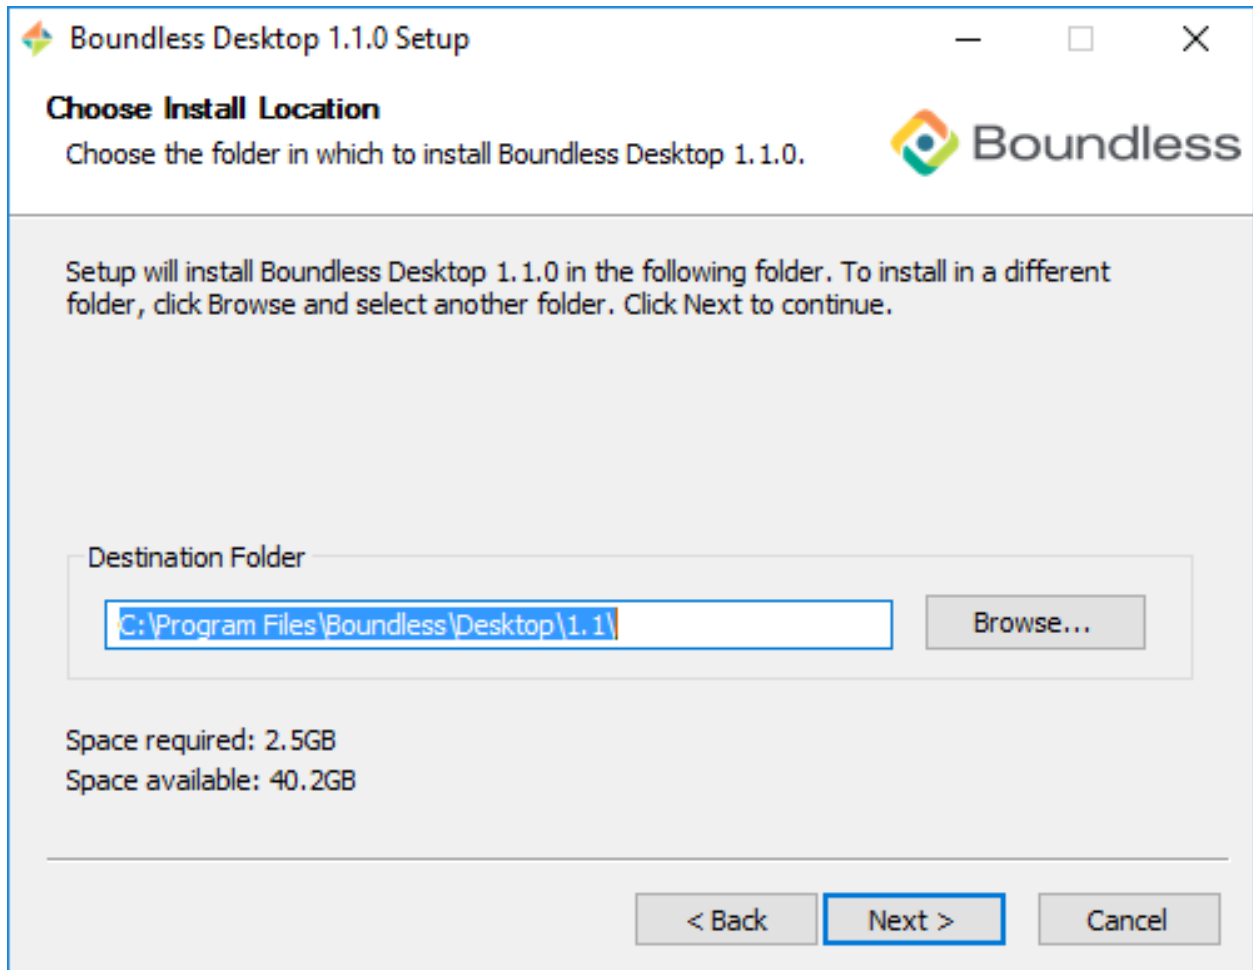 Boundless Desktop 1.1.0 Setup
Choose Install Location
Choose the folder in which to install Boundless Desktop 1.1.0.
Boundless
Setup will install Boundless Desktop 1.1.0 in the following folder. To install in a different
folder, click Browse and select another folder. Click Next to continue.
Destination Folder
C:\Program Files\Boundless\Desktop\1.1\
Browse...
Space required: 2.5GB
Space available: 40.2GB
< Back
Next >
Cancel